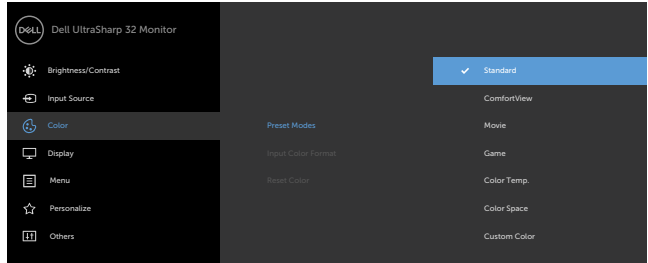 DELL Dell UltraSharp 32 Monitor
Brightness/Contrast
Standard
Input Source
ComfortView
Color
Preset Modes
Movie
Display
Input Color Format
Game
Menu
Reset Color
Color Temp.
Personalize
Color Space
Others
Custom Color